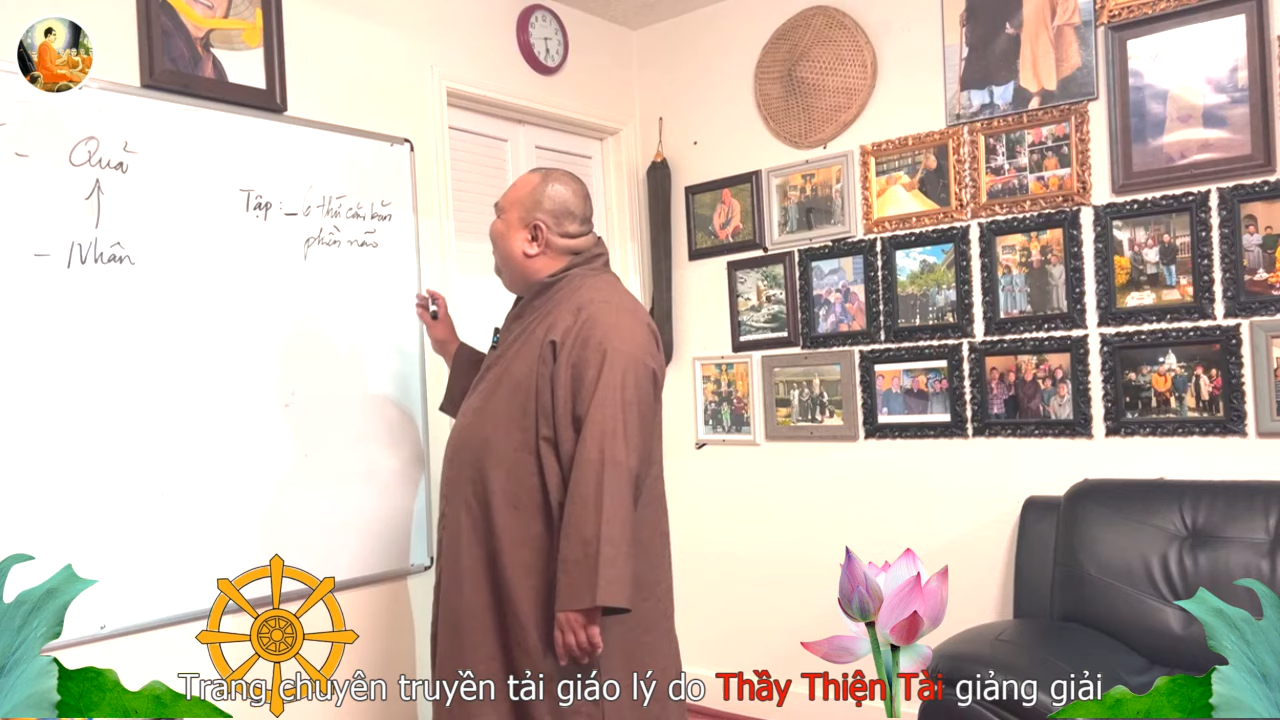 - Quả
Tập: - 6 thứ căn bản
phiền não
- Nhân
Trang chuyên truyền tải giáo lý do Thầy Thiện Tài giảng giải